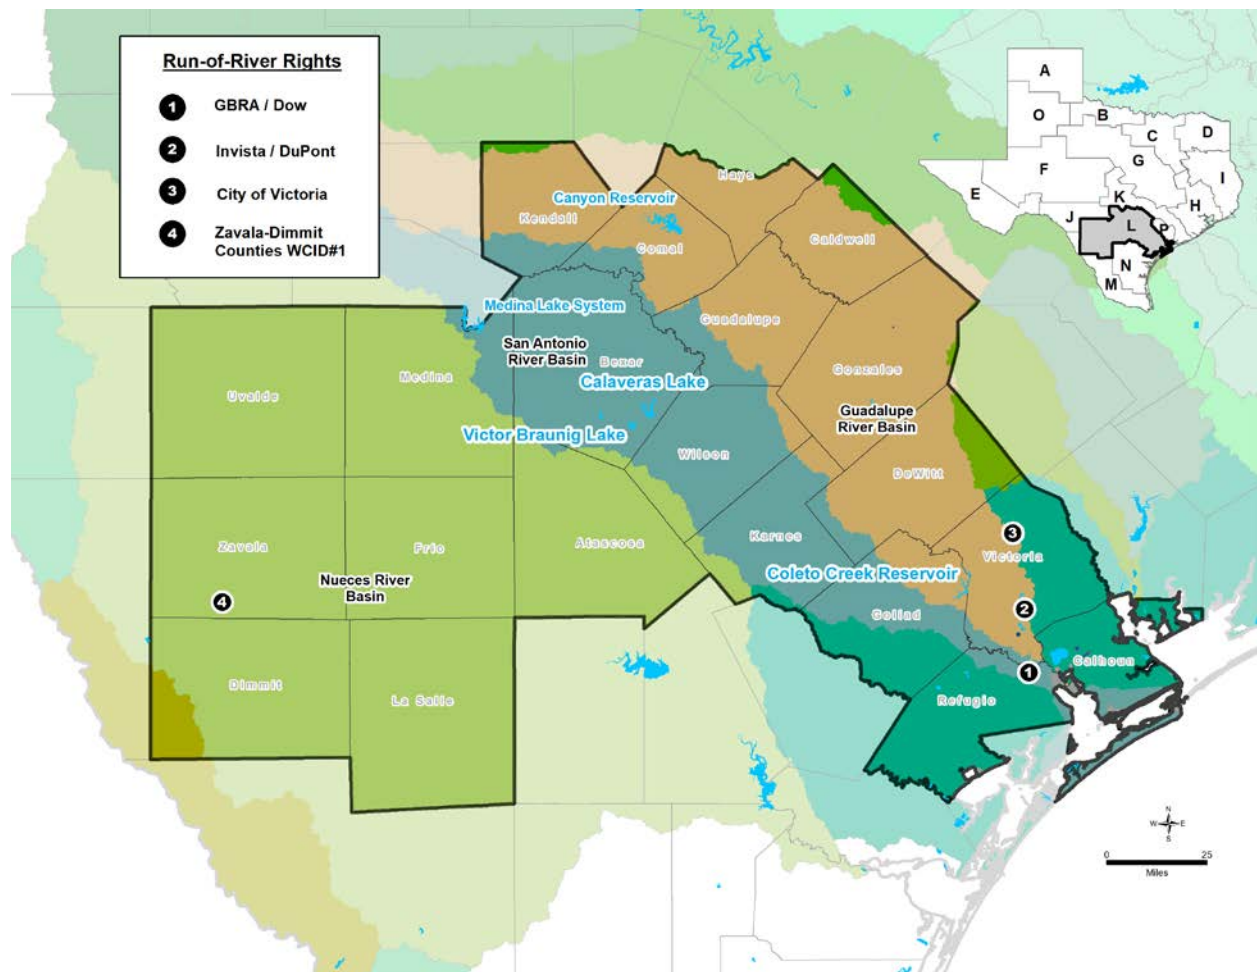 Run-of-River Rights
1 GBRA / Dow
2 Invista / DuPont
3 City of Victoria
4 Zavala-Dimmit
Counties WCID#1
A
O
B
C
D
F
G
E
I
K
H
J
L
P
N
M
Hays
Canyon Reservoir
Kendall
Comal
Caldwell
Medina Lake System
Guadalupe
San Antonio
River Basin
Bexar
Medina
Gonzales
Calaveras Lake
Uvalde
Guadalupe
River Basin
Victor Braunig Lake
Wilson
DeWitt
3
Zavala
Frio
Atascosa
Karnes
Victoria
Nueces River
Basin
Coleto Creek Reservoir
4
2
Goliad
Calhoun
1
Dimmit
La Salle
Refugio
N
W E
S
0 25
Miles